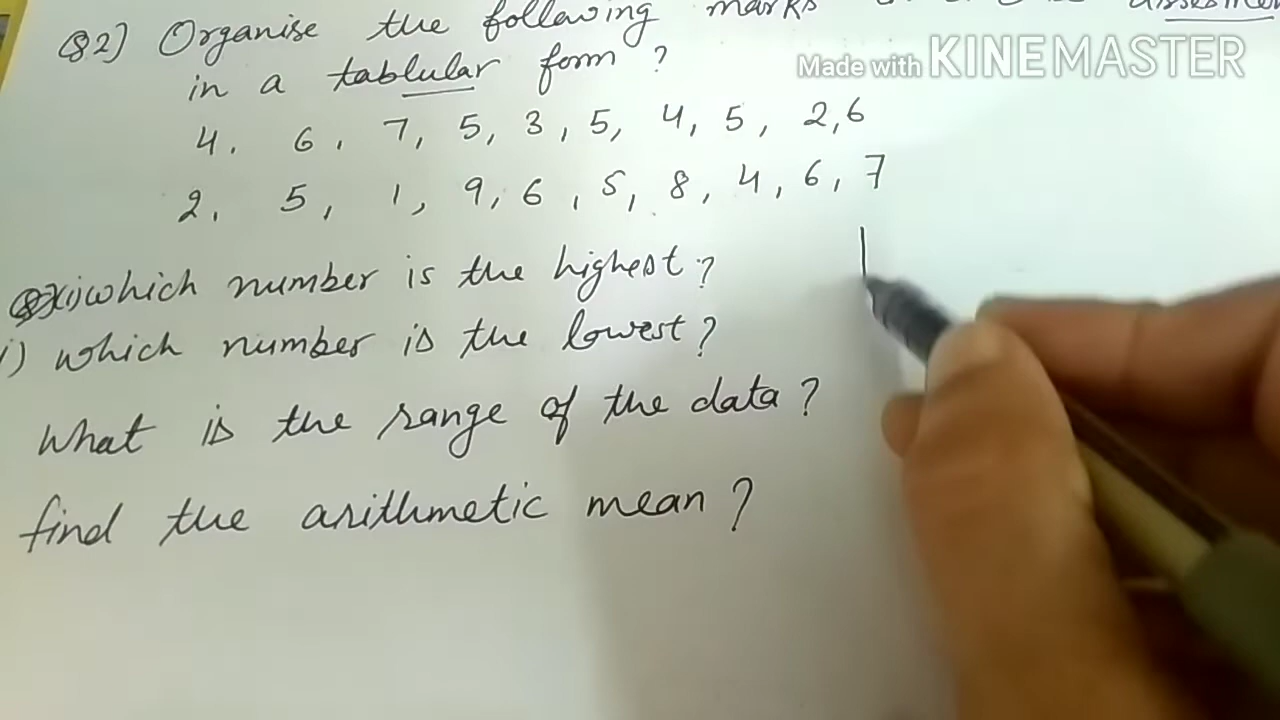 Q2) Organise the following marks
in a tablular form ?
Made with KINEMASTER
4, 6, 7, 5, 3, 5, 4, 5, 2, 6
2, 5, 1, 9, 6, 5, 8, 4, 6, 7
i) which number is the highest ?
i) which number is the lowest ?
What is the range of the data ?
find the arithmetic mean ?